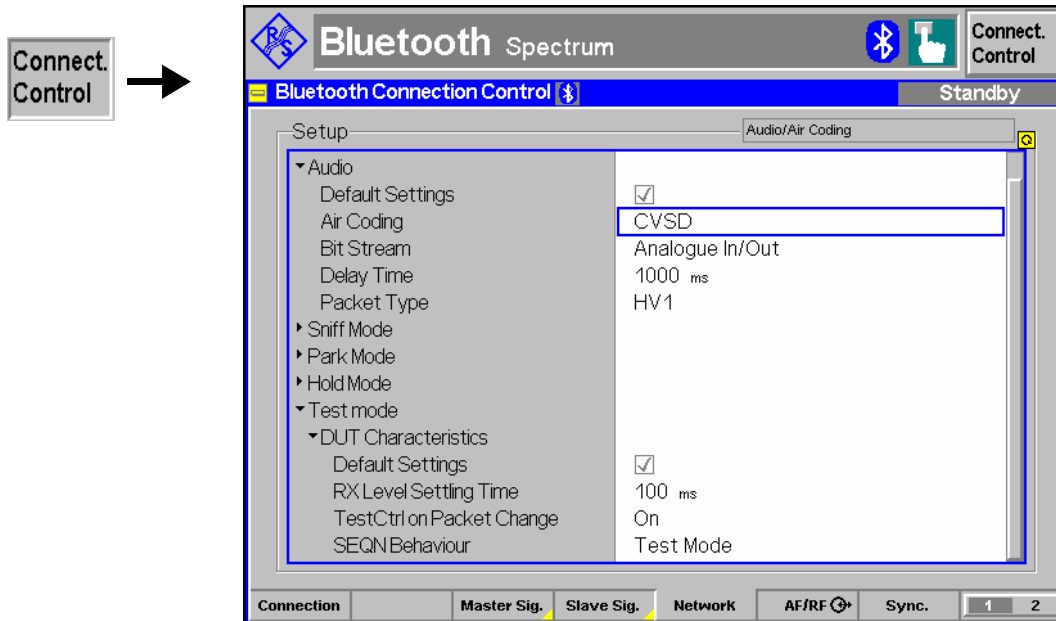 Connect.
Control
R S
Bluetooth Spectrum
Connect.
Control
Bluetooth Connection Control
Standby
Setup
Audio/Air Coding
Audio
Default Settings
Air Coding CVSD
Bit Stream Analogue In/Out
Delay Time 1000 ms
Packet Type HV1
Sniff Mode
Park Mode
Hold Mode
Test mode
DUT Characteristics
Default Settings
RX Level Settling Time 100 ms
TestCtrl on Packet Change On
SEQN Behaviour Test Mode
Connection Master Sig. Slave Sig. Network AF/RF Sync. 1 2